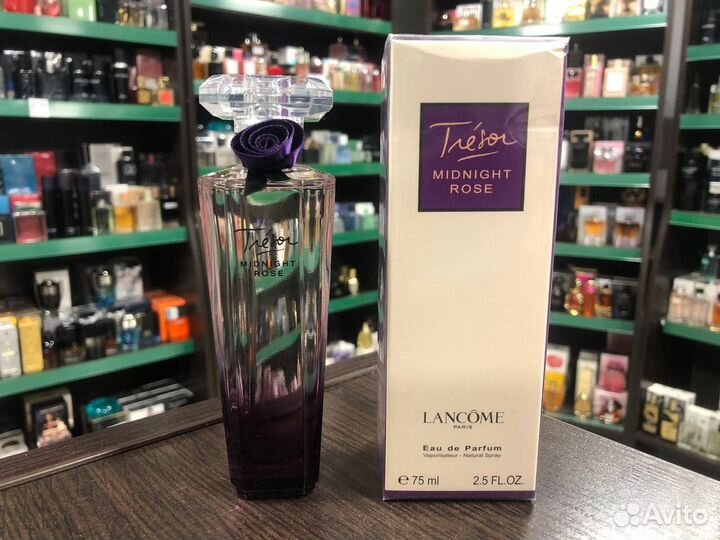 Trésor
MIDNIGHT
ROSE
Trésor
MIDNIGHT
ROSE
LANCÔME
PARIS
Eau de Parfum
Vaporisateur - Natural Spray
℮ 75 ml 2.5 FL.OZ.
Avito